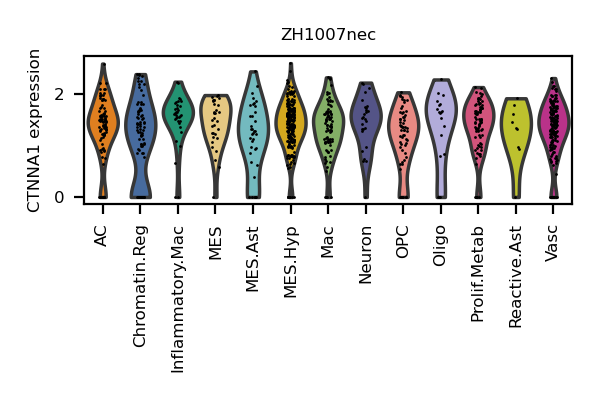 ZH1007nec
CTNNA1 expression
2
0
AC
Chromatin.Reg
Inflammatory.Mac
MES
MES.Ast
MES.Hyp
Mac
Neuron
OPC
Oligo
Prolif.Metab
Reactive.Ast
Vasc